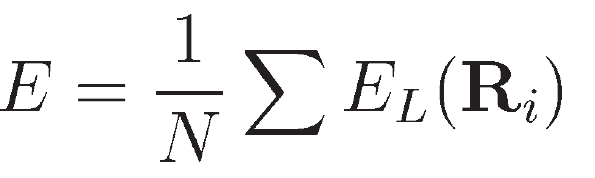 $E = \frac{1}{N} \sum E_L(\mathbf{R}_i)$